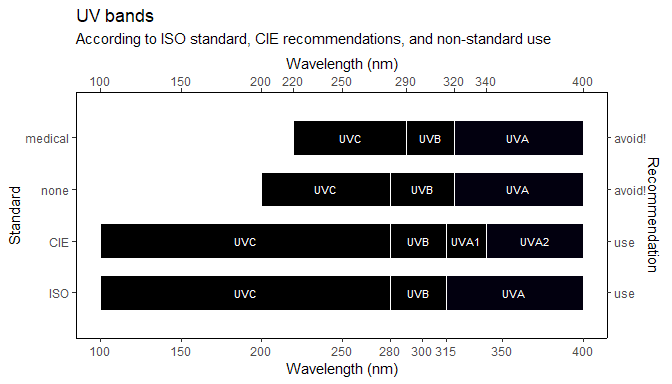 UV bands
According to ISO standard, CIE recommendations, and non-standard use
Wavelength (nm)
100 150 200 220 250 290 320 340 400
medical UVC UVB UVA avoid!
none UVC UVB UVA avoid!
CIE UVC UVB UVA1 UVA2 use
ISO UVC UVB UVA use
Standard
Recommendation
100 150 200 250 280 300 315 350 400
Wavelength (nm)